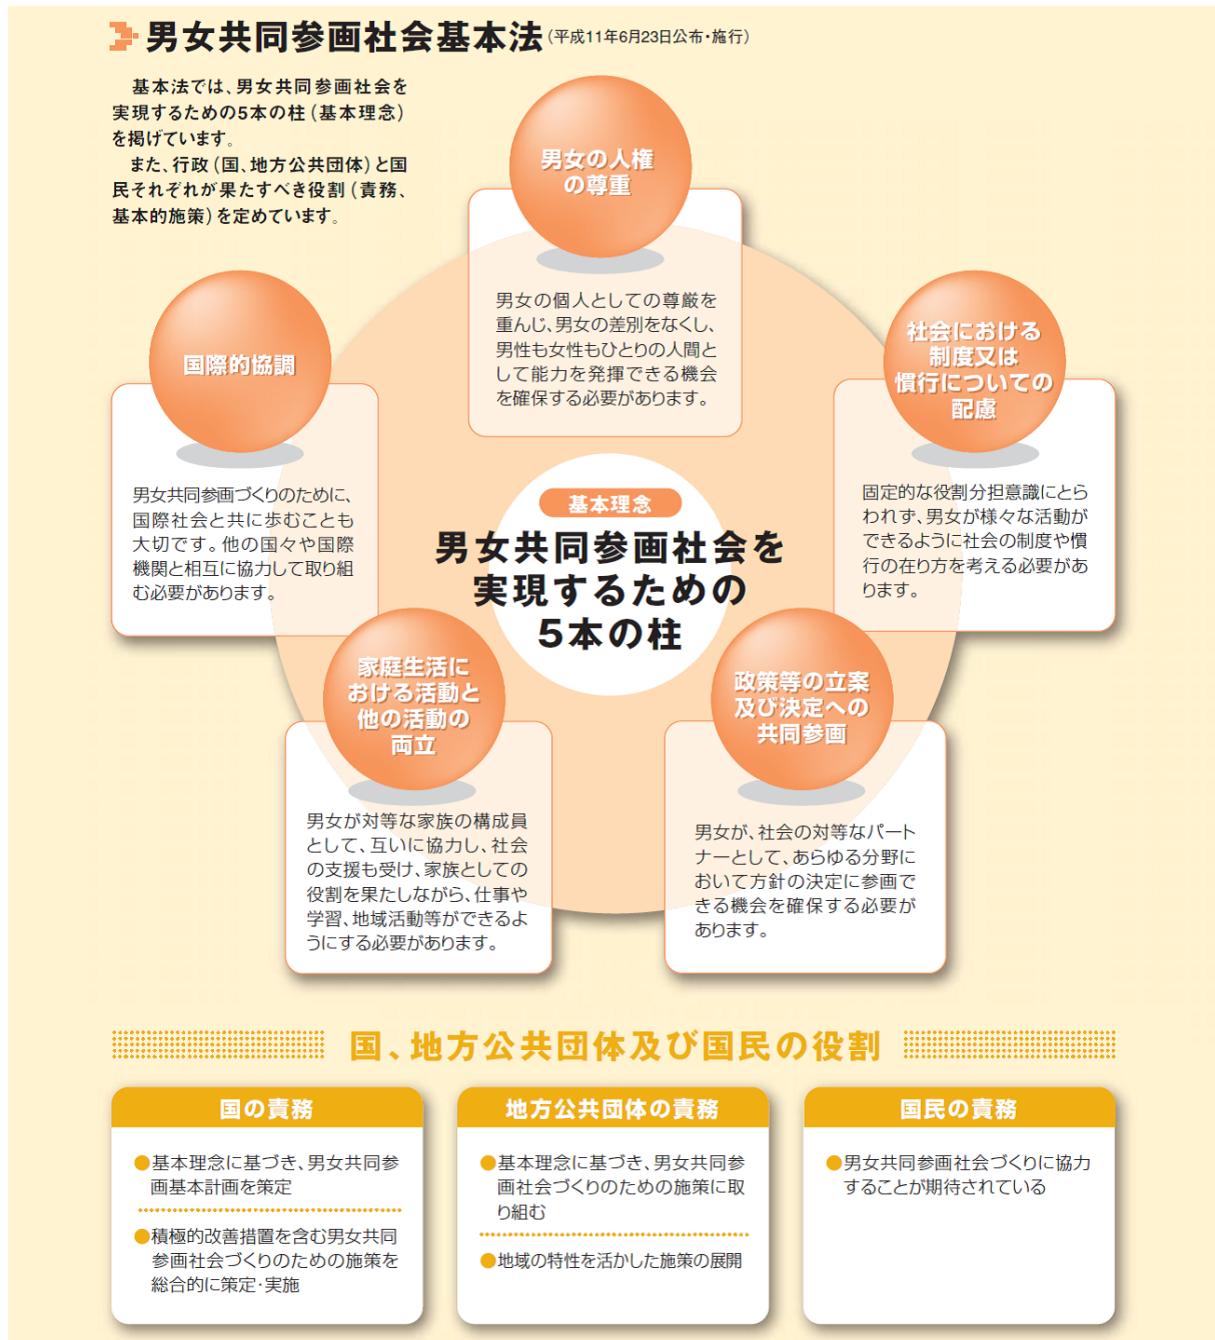 男女共同参画社会基本法(平成11年6月23日公布・施行)
基本法では、男女共同参画社会を
実現するための5本の柱(基本理念)
を掲げています。
また、行政(国、地方公共団体)と国
民それぞれが果たすべき役割(責務、
基本的施策)を定めています。
男女の人権
の尊重
男女の個人としての尊厳を
重んじ、男女の差別をなくし、
男性も女性もひとりの人間と
して能力を発揮できる機会
を確保する必要があります。
国際的協調
男女共同参画づくりのために、
国際社会と共に歩むことも
大切です。他の国々や国際
機関と相互に協力して取り組
む必要があります。
社会における
制度又は
慣行についての
配慮
固定的な役割分担意識にとら
われず、男女が様々な活動が
できるように社会の制度や慣
行の在り方を考える必要があ
ります。
基本理念
男女共同参画社会を
実現するための
5本の柱
家庭生活に
おける活動と
他の活動の
両立
男女が対等な家族の構成員
として、互いに協力し、社会
の支援も受け、家族としての
役割を果たしながら、仕事や
学習、地域活動等ができるよ
うにする必要があります。
政策等の立案
及び決定への
共同参画
男女が、社会の対等なパート
ナーとして、あらゆる分野に
おいて方針の決定に参画で
きる機会を確保する必要が
あります。
国、地方公共団体及び国民の役割
国の責務
●基本理念に基づき、男女共同参
画基本計画を策定
●積極的改善措置を含む男女共同
参画社会づくりのための施策を
総合的に策定・実施
地方公共団体の責務
●基本理念に基づき、男女共同参
画社会づくりのための施策に取
り組む
●地域の特性を活かした施策の展開
国民の責務
●男女共同参画社会づくりに協力
することが期待されている